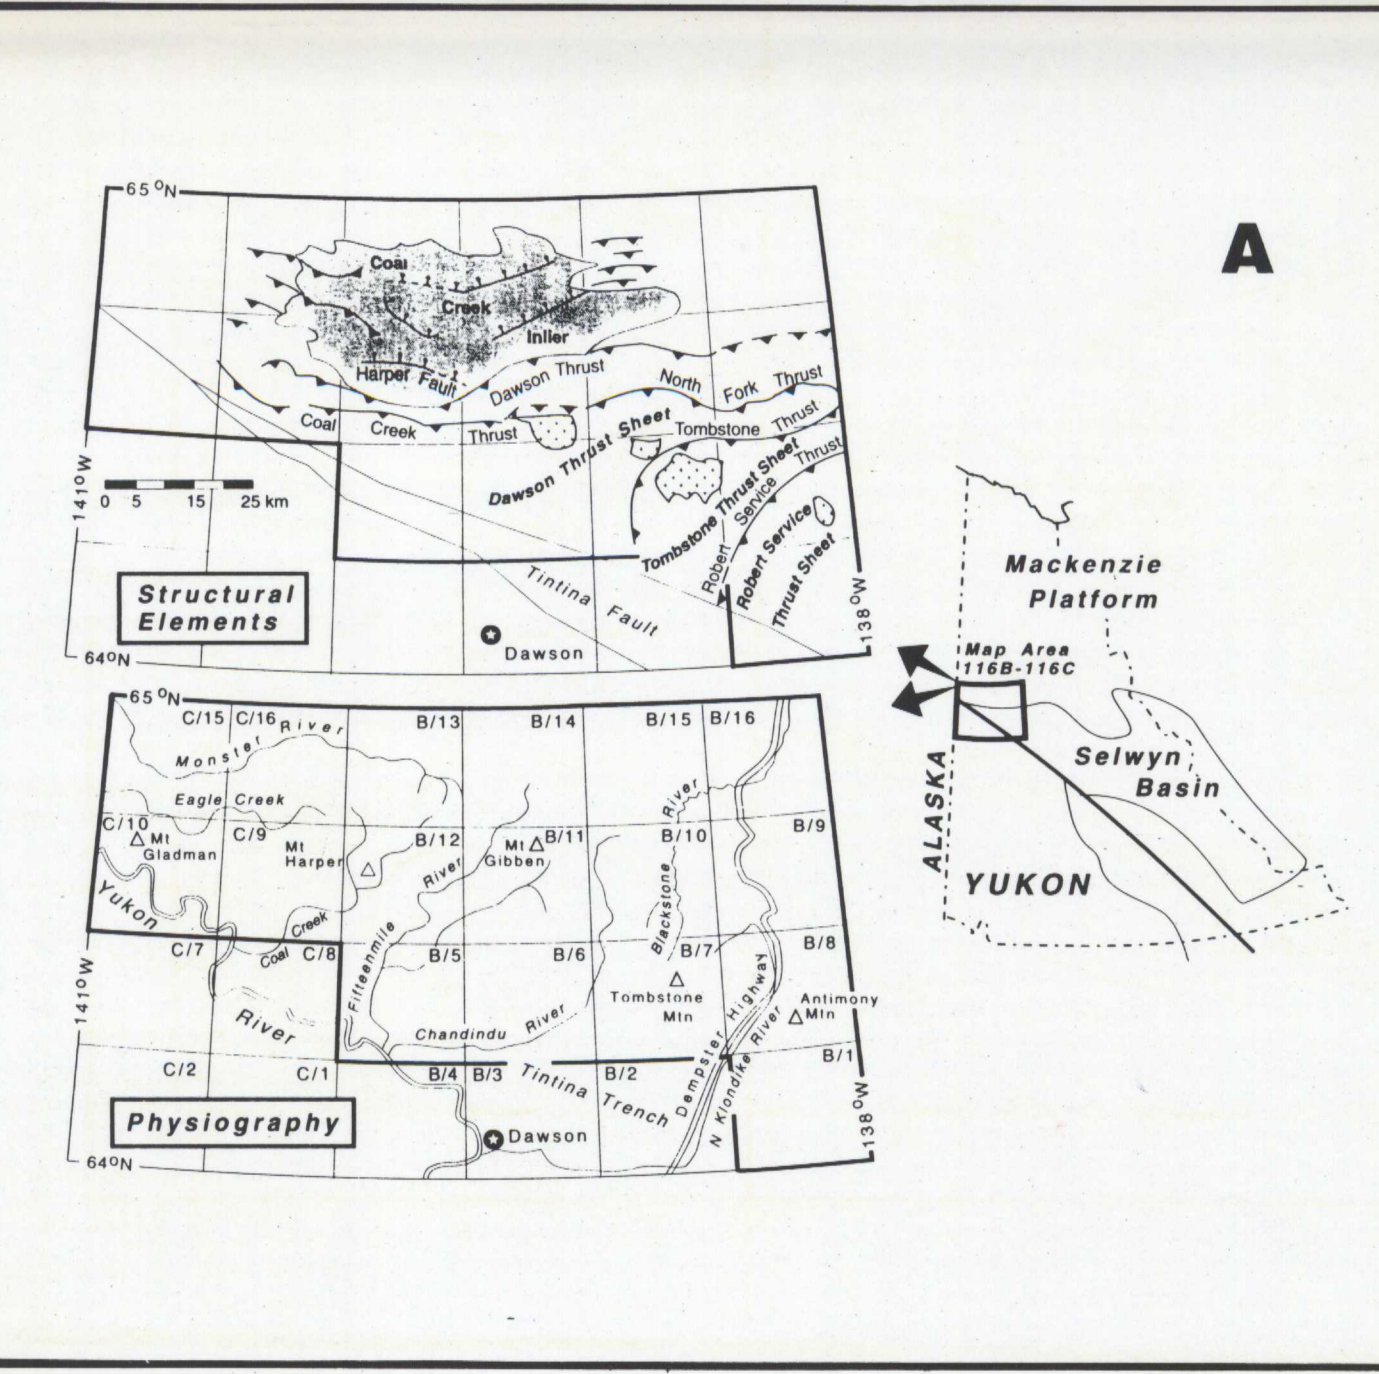 A
65°N
Coal
Creek
Inlier
Harper Fault
Dawson Thrust
North Fork Thrust
Coal Creek Thrust
Dawson Thrust Sheet
Tombstone Thrust
Tombstone Thrust Sheet
Robert Service Thrust
Robert Service
Thrust Sheet
141°W
0 5 15 25 km
Structural
Elements
Tintina Fault
Dawson
64°N
138°W
Mackenzie
Platform
Map Area
116B-116C
Selwyn
Basin
ALASKA
YUKON
65°N
C/15 C/16 B/13 B/14 B/15 B/16
Monster River
Eagle Creek
C/10 C/9 B/12 B/11 B/10 B/9
Mt
Gladman
Mt
Harper
Mt
Gibben
River
Blackstone River
Yukon
Coal Creek
Fifteenmile
C/7 C/8 B/5 B/6 B/7 B/8
141°W
River
Tombstone
Mtn
Antimony
Mtn
Chandindu River
Dempster Highway
N Klondike River
C/2 C/1 B/4 B/3 B/2 B/1
Tintina Trench
Physiography
Dawson
64°N
138°W